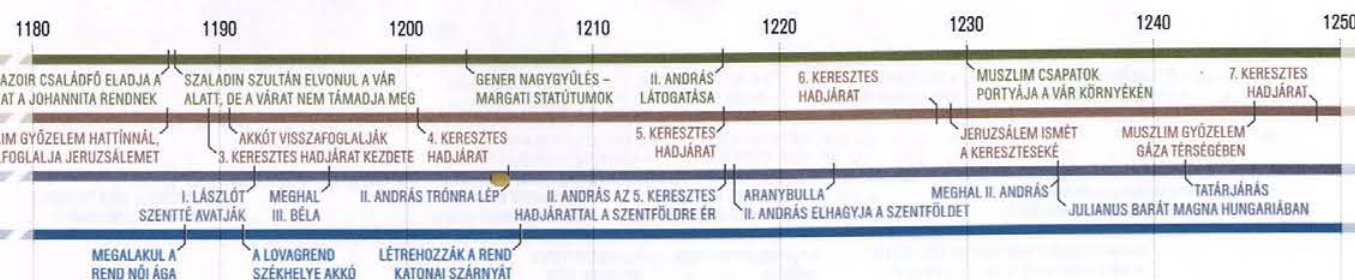 1180 1190 1200 1210 1220 1230 1240 1250
AZOIR CSALÁDFŐ ELADJA A
AT A JOHANNITA RENDNEK
SZALADIN SZULTÁN ELVONUL A VÁR
ALATT, DE A VÁRAT NEM TÁMADJA MEG
GENER NAGYGYŰLÉS –
MARGATI STATÚTUMOK
II. ANDRÁS
LÁTOGATÁSA
6. KERESZTES
HADJÁRAT
MUSZLIM CSAPATOK
PORTYÁJA A VÁR KÖRNYÉKÉN
7. KERESZTES
HADJÁRAT
IM GYŐZELEM HATTÍNNÁL,
FOGLALJA JERUZSÁLEMET
AKKÓT VISSZAFOGLALJÁK
3. KERESZTES HADJÁRAT KEZDETE
4. KERESZTES
HADJÁRAT
5. KERESZTES
HADJÁRAT
JERUZSÁLEM ISMÉT
A KERESZTESEKÉ
MUSZLIM GYŐZELEM
GÁZA TÉRSÉGÉBEN
I. LÁSZLÓT
SZENTTÉ AVATJÁK
MEGHAL
III. BÉLA
II. ANDRÁS TRÓNRA LÉP
II. ANDRÁS AZ 5. KERESZTES
HADJÁRATTAL A SZENTFÖLDRE ÉR
ARANYBULLA
II. ANDRÁS ELHAGYJA A SZENTFÖLDET
MEGHAL II. ANDRÁS
TATÁRJÁRÁS
JULIANUS BARÁT MAGNA HUNGARIÁBAN
MEGALAKUL A
REND NŐI ÁGA
A LOVAGREND
SZÉKHELYE AKKÓ
LÉTREHOZZÁK A REND
KATONAI SZÁRNYÁT